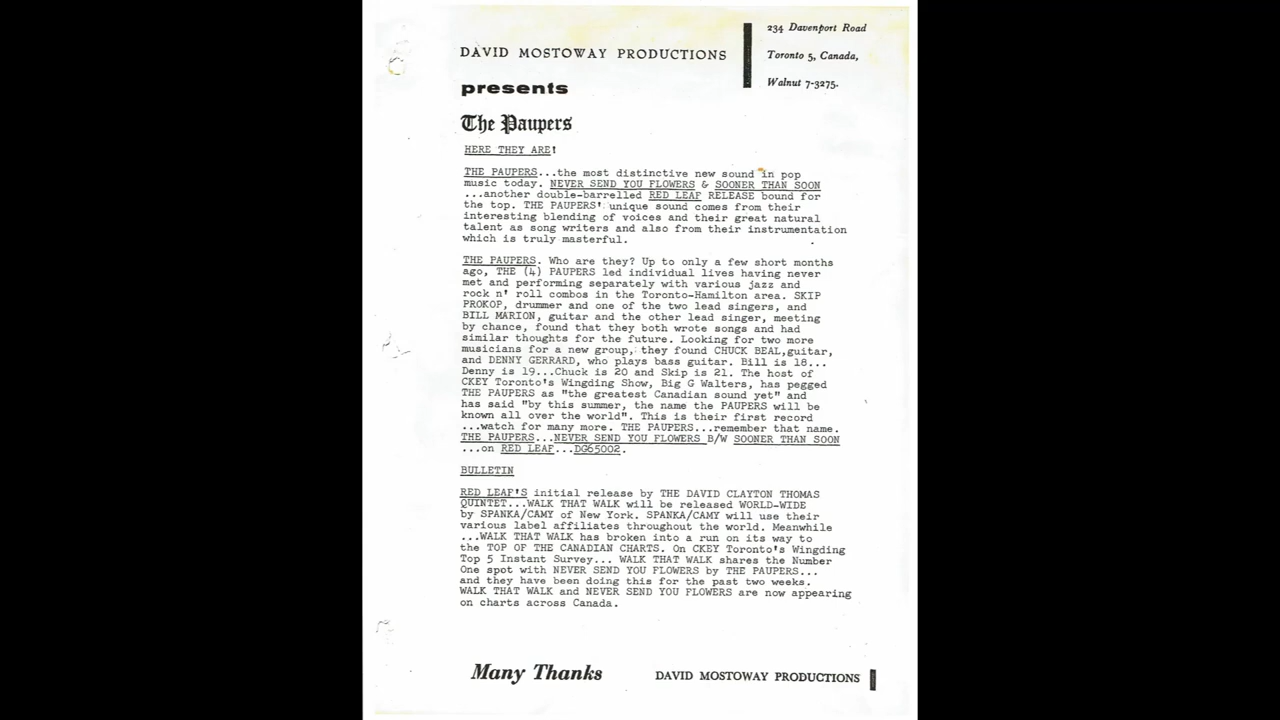 DAVID MOSTOWAY PRODUCTIONS
234 Davenport Road
Toronto 5, Canada,
Walnut 7-3275.
presents
The Paupers
HERE THEY ARE!
THE PAUPERS...the most distinctive new sound in pop
music today. NEVER SEND YOU FLOWERS & SOONER THAN SOON
...another double-barrelled RED LEAF RELEASE bound for
the top. THE PAUPERS' unique sound comes from their
interesting blending of voices and their great natural
talent as song writers and also from their instrumentation
which is truly masterful.
THE PAUPERS. Who are they? Up to only a few short months
ago, THE (4) PAUPERS led individual lives having never
met and performing separately with various jazz and
rock n' roll combos in the Toronto-Hamilton area. SKIP
PROKOP, drummer and one of the two lead singers, and
BILL MARION, guitar and the other lead singer, meeting
by chance, found that they both wrote songs and had
similar thoughts for the future. Looking for two more
musicians for a new group, they found CHUCK BEAL,guitar,
and DENNY GERRARD, who plays bass guitar. Bill is 18...
Denny is 19...Chuck is 20 and Skip is 21. The host of
CKEY Toronto's Wingding Show, Big G Walters, has pegged
THE PAUPERS as "the greatest Canadian sound yet" and
has said "by this summer, the name the PAUPERS will be
known all over the world". This is their first record
...watch for many more. THE PAUPERS...remember that name.
THE PAUPERS...NEVER SEND YOU FLOWERS B/W SOONER THAN SOON
...on RED LEAF...DG65002.
BULLETIN
RED LEAF'S initial release by THE DAVID CLAYTON THOMAS
QUINTET...WALK THAT WALK will be released WORLD-WIDE
by SPANKA/CAMY of New York. SPANKA/CAMY will use their
various label affiliates throughout the world. Meanwhile
...WALK THAT WALK has broken into a run on its way to
the TOP OF THE CANADIAN CHARTS. On CKEY Toronto's Wingding
Top 5 Instant Survey... WALK THAT WALK shares the Number
One spot with NEVER SEND YOU FLOWERS by THE PAUPERS...
and they have been doing this for the past two weeks.
WALK THAT WALK and NEVER SEND YOU FLOWERS are now appearing
on charts across Canada.
Many Thanks
DAVID MOSTOWAY PRODUCTIONS